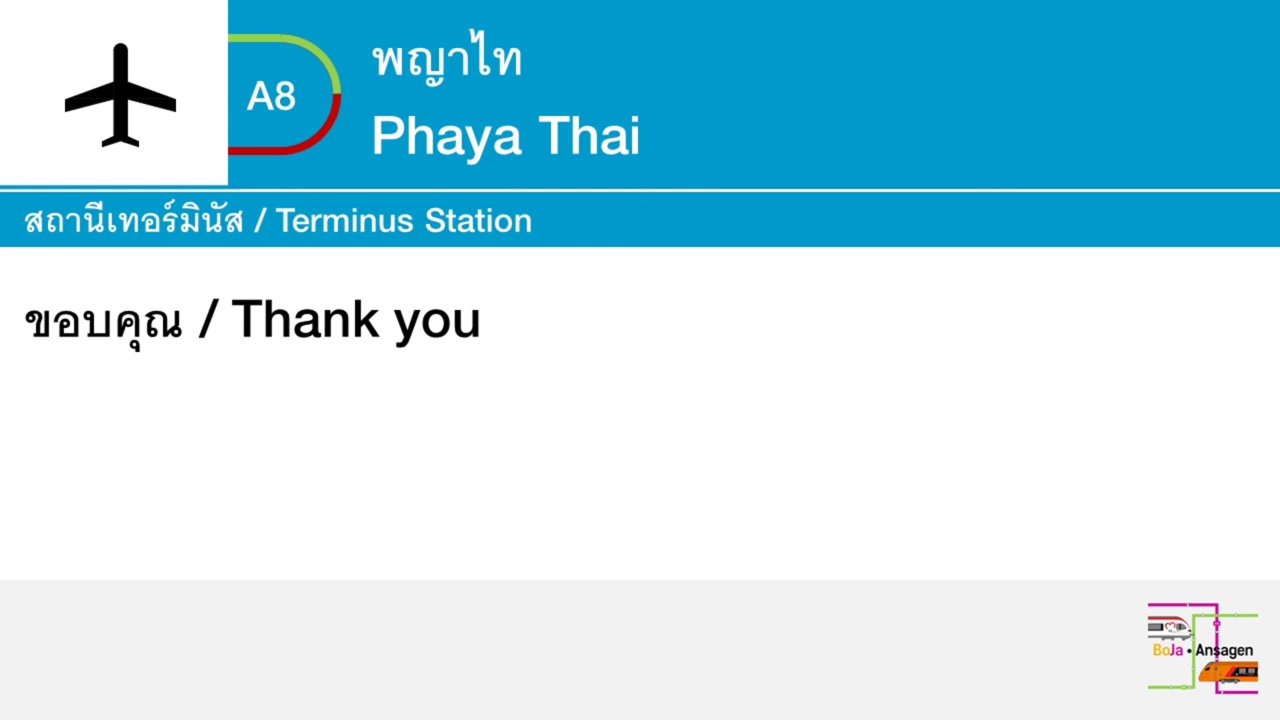 A8
พญาไท
Phaya Thai
สถานีเทอร์มินัส / Terminus Station
ขอบคุณ / Thank you
BoJa • Ansagen